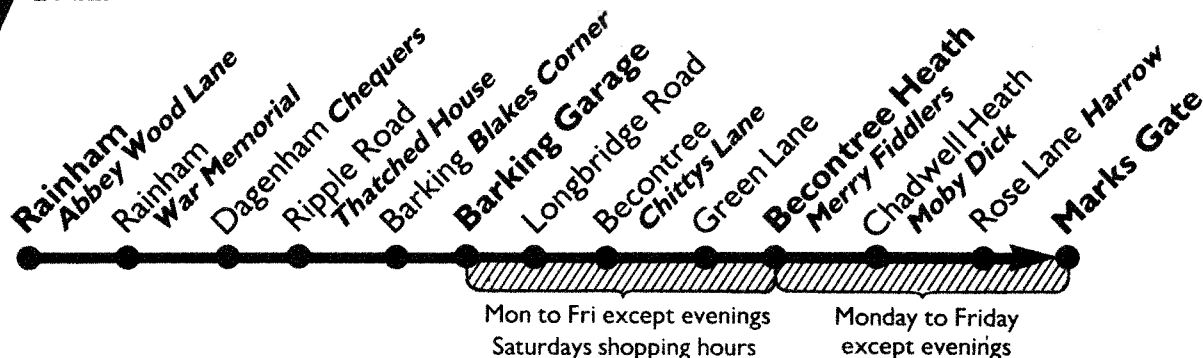 Rainham
Abbey Wood Lane
Rainham
War Memorial
Dagenham Chequers
Ripple Road
Thatched House
Barking Blakes Corner
Barking Garage
Longbridge Road
Becontree
Chittys Lane
Green Lane
Becontree Heath
Merry Fiddlers
Chadwell Heath
Moby Dick
Rose Lane Harrow
Marks Gate
Mon to Fri except evenings
Saturdays shopping hours
Monday to Friday
except evenings